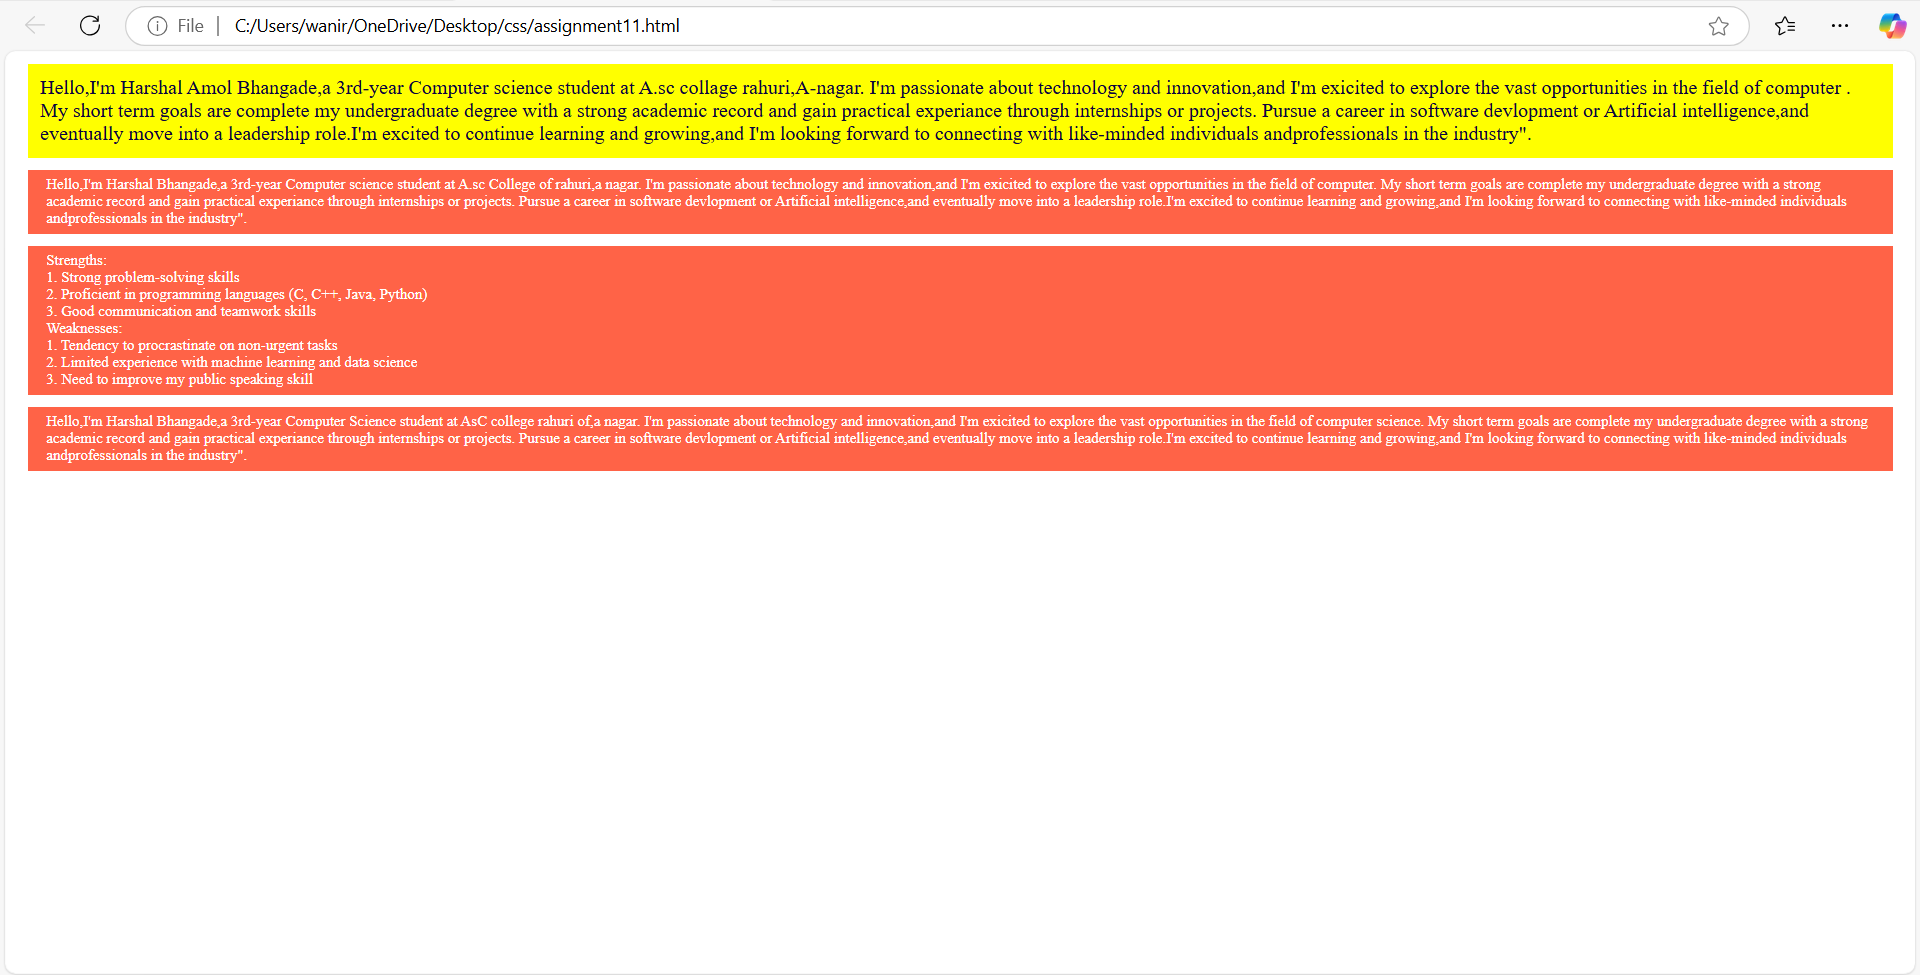 File
C:/Users/wanir/OneDrive/Desktop/css/assignment11.html
Hello,I'm Harshal Amol Bhangade,a 3rd-year Computer science student at A.sc collage rahuri,A-nagar. I'm passionate about technology and innovation,and I'm exicited to explore the vast opportunities in the field of computer .
My short term goals are complete my undergraduate degree with a strong academic record and gain practical experiance through internships or projects. Pursue a career in software devlopment or Artificial intelligence,and
eventually move into a leadership role.I'm excited to continue learning and growing,and I'm looking forward to connecting with like-minded individuals andprofessionals in the industry".
Hello,I'm Harshal Bhangade,a 3rd-year Computer science student at A.sc College of rahuri,a nagar. I'm passionate about technology and innovation,and I'm exicited to explore the vast opportunities in the field of computer. My short term goals are complete my undergraduate degree with a strong
academic record and gain practical experiance through internships or projects. Pursue a career in software devlopment or Artificial intelligence,and eventually move into a leadership role.I'm excited to continue learning and growing,and I'm looking forward to connecting with like-minded individuals
andprofessionals in the industry".
Strengths:
1. Strong problem-solving skills
2. Proficient in programming languages (C, C++, Java, Python)
3. Good communication and teamwork skills
Weaknesses:
1. Tendency to procrastinate on non-urgent tasks
2. Limited experience with machine learning and data science
3. Need to improve my public speaking skill
Hello,I'm Harshal Bhangade,a 3rd-year Computer Science student at AsC college rahuri of,a nagar. I'm passionate about technology and innovation,and I'm exicited to explore the vast opportunities in the field of computer science. My short term goals are complete my undergraduate degree with a strong
academic record and gain practical experiance through internships or projects. Pursue a career in software devlopment or Artificial intelligence,and eventually move into a leadership role.I'm excited to continue learning and growing,and I'm looking forward to connecting with like-minded individuals
andprofessionals in the industry".